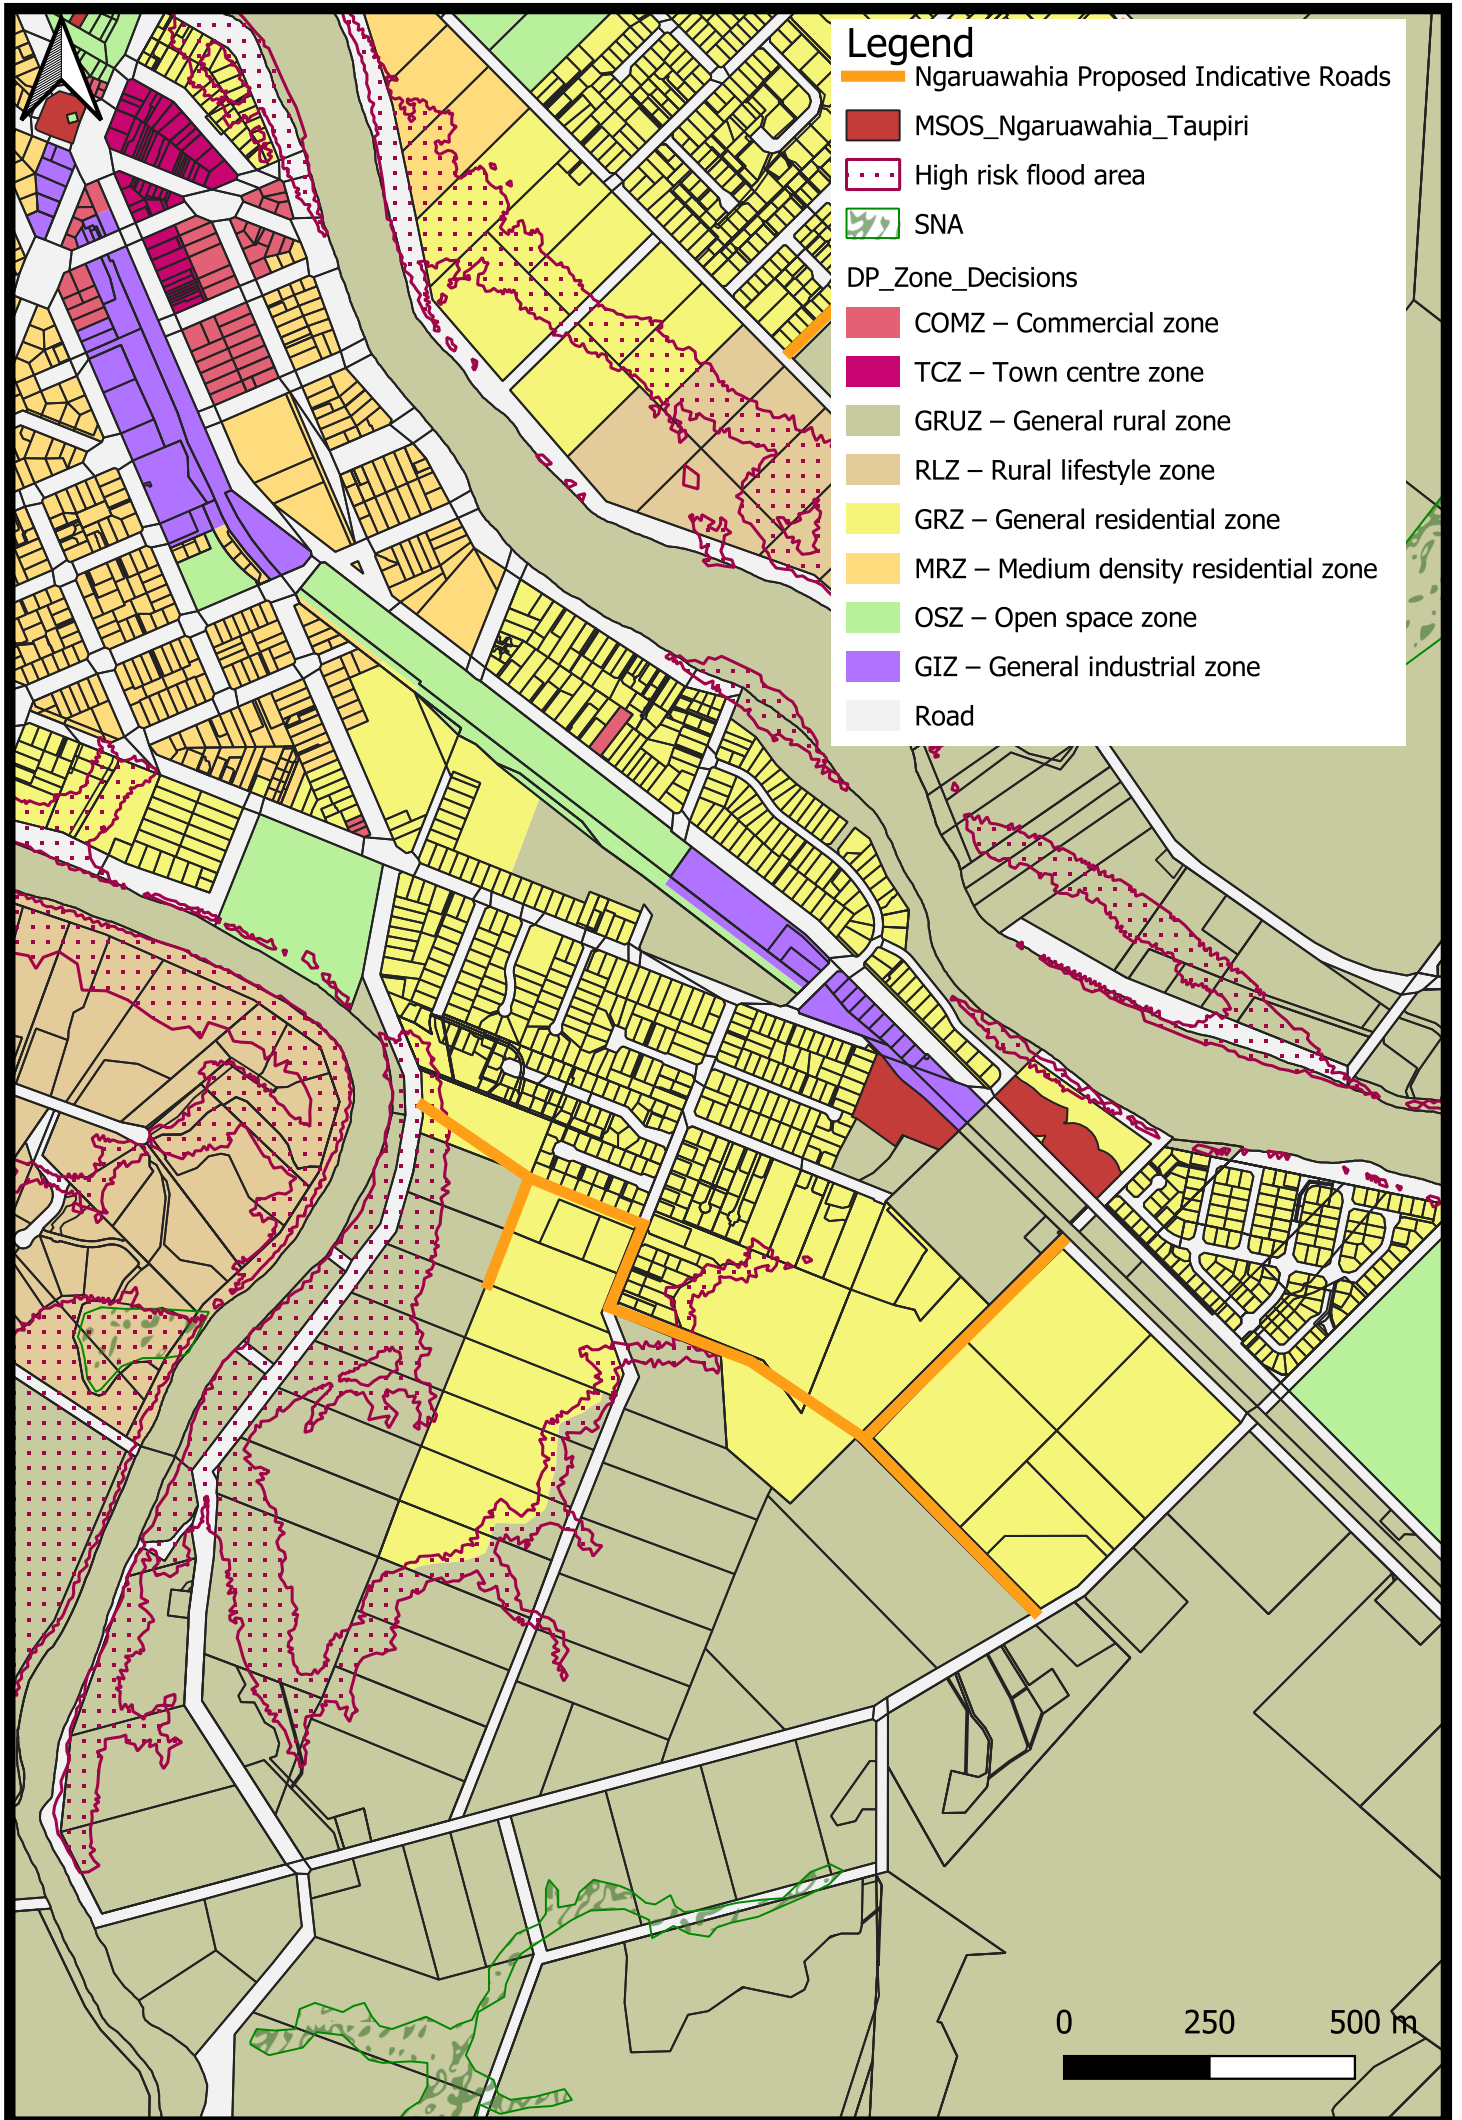 Legend
Ngaruawahia Proposed Indicative Roads
MSOS_Ngaruawahia_Taupiri
High risk flood area
SNA
DP_Zone_Decisions
COMZ – Commercial zone
TCZ – Town centre zone
GRUZ – General rural zone
RLZ – Rural lifestyle zone
GRZ – General residential zone
MRZ – Medium density residential zone
OSZ – Open space zone
GIZ – General industrial zone
Road
0 250 500 m